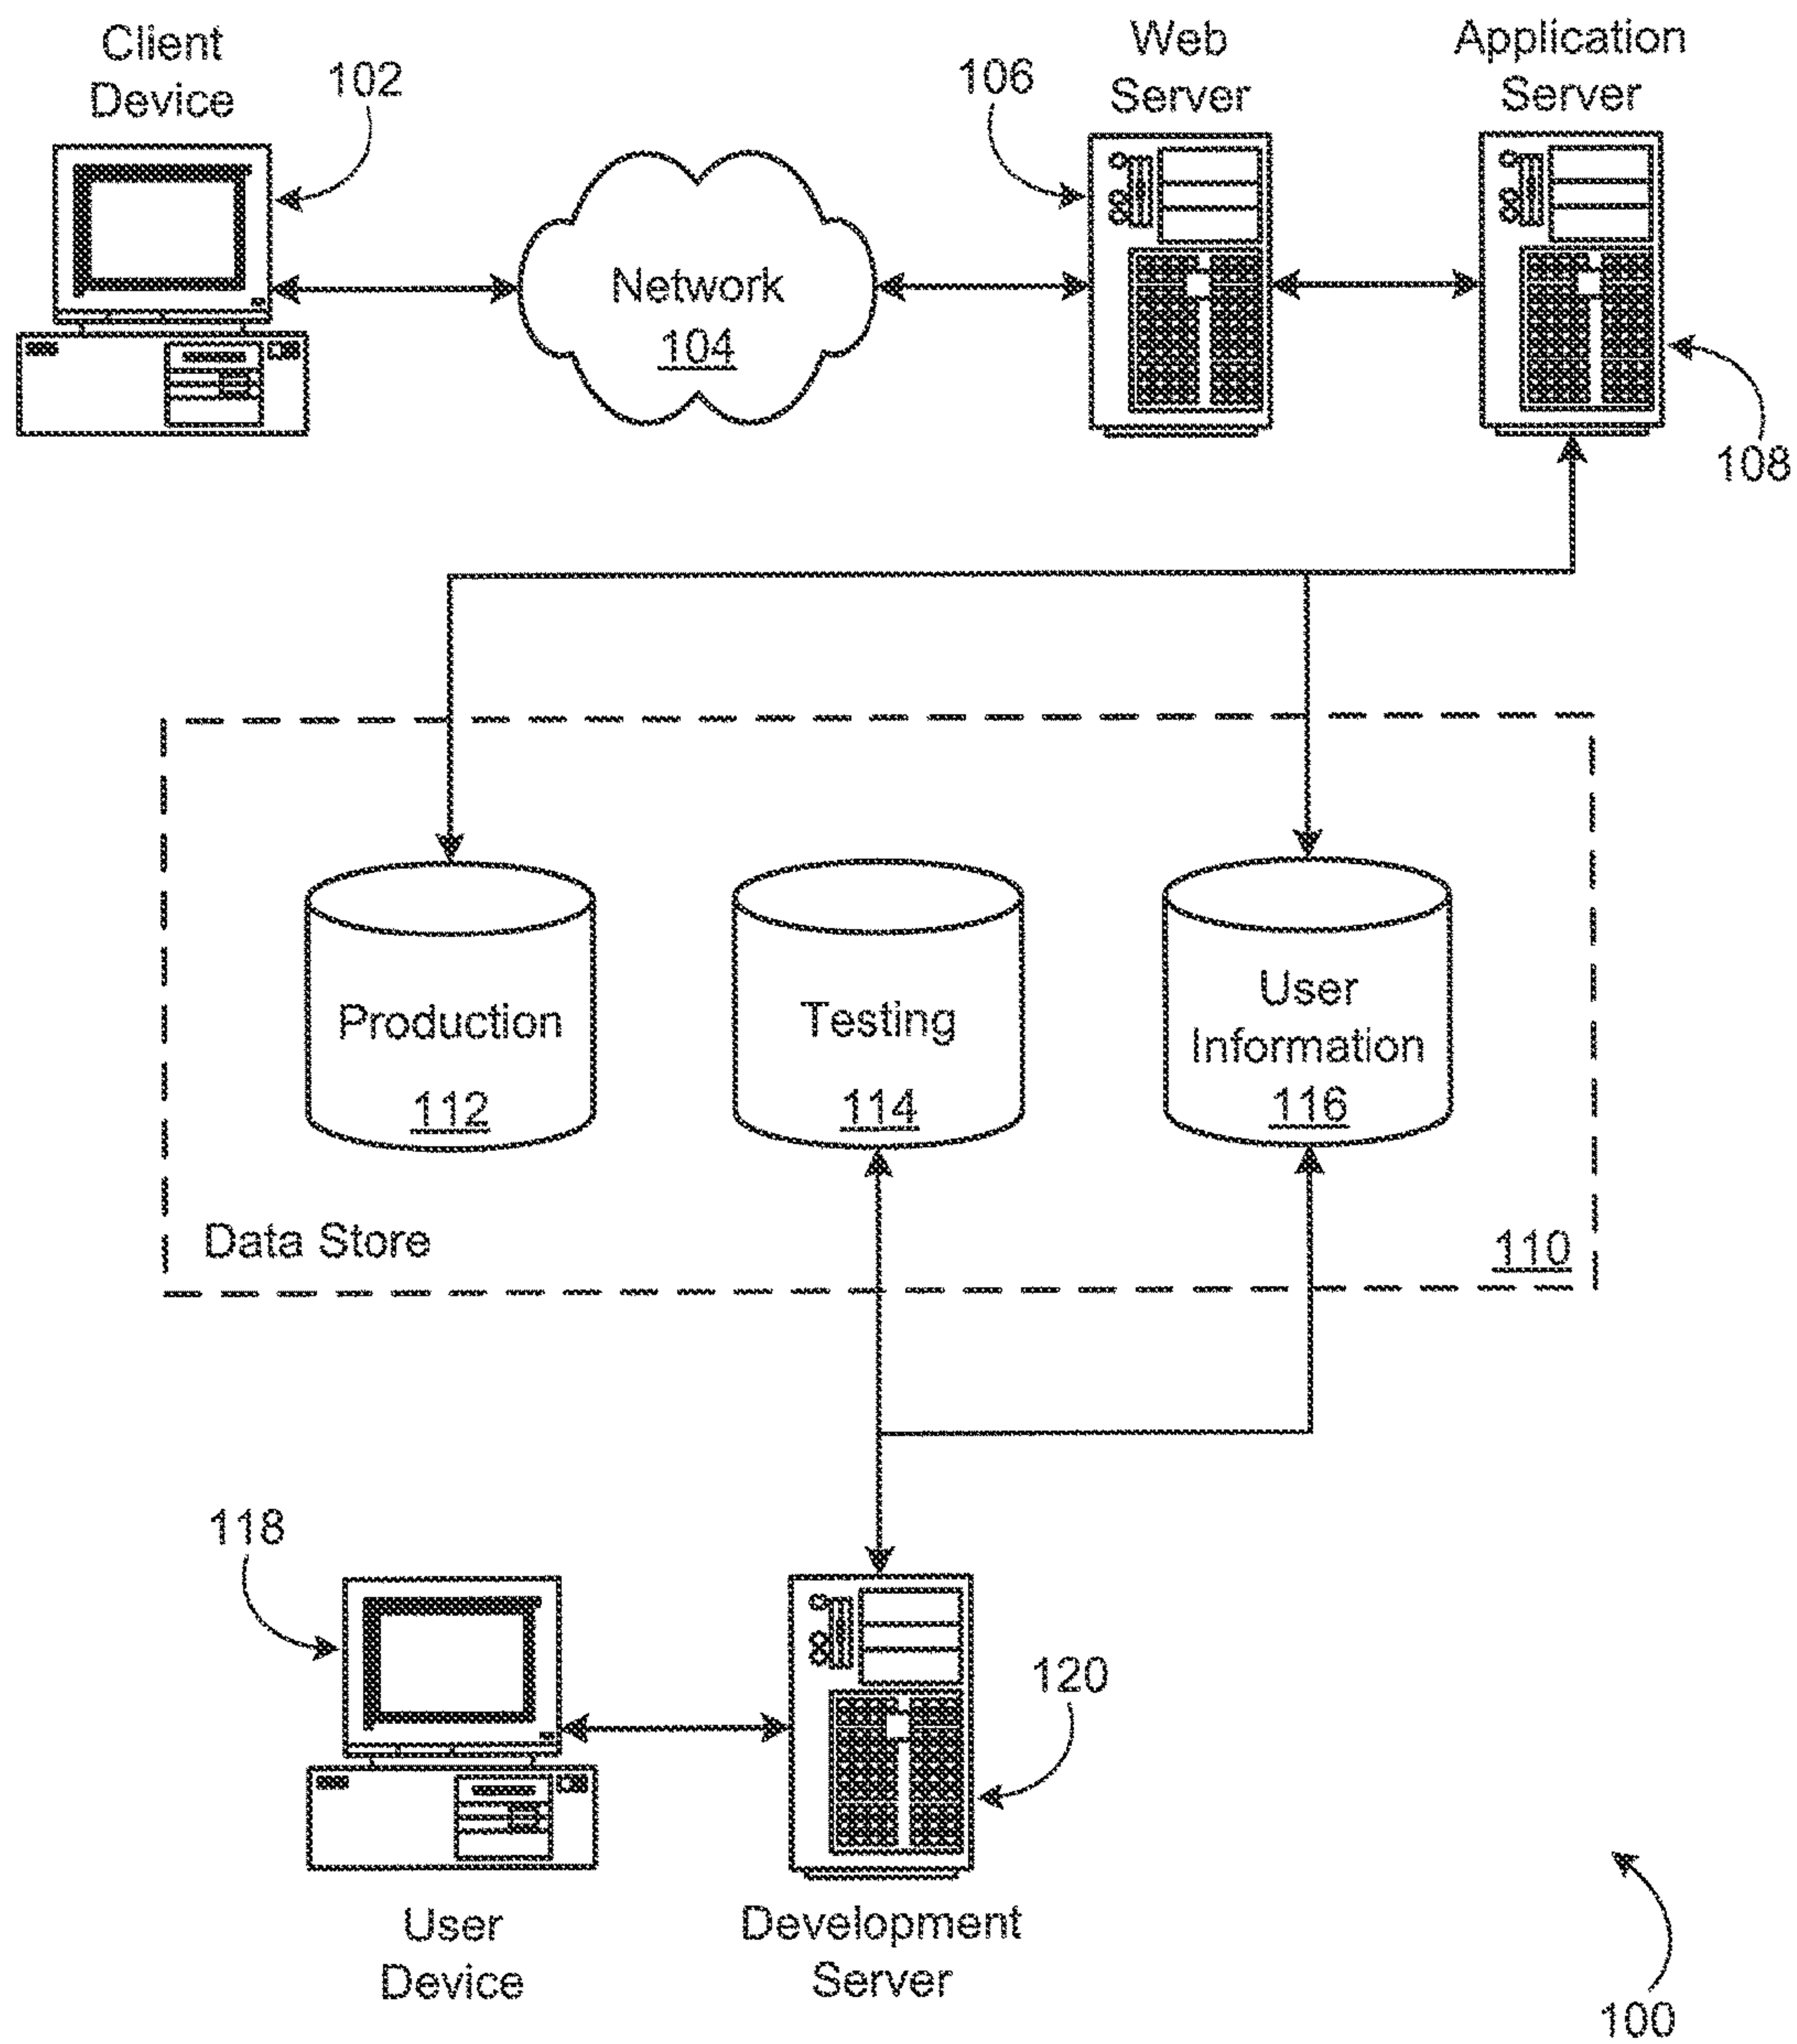 Client
Device
102
Network
104
106
Web
Server
Application
Server
108
Production
112
Testing
114
User
Information
116
Data Store
110
118
User
Device
120
Development
Server
100